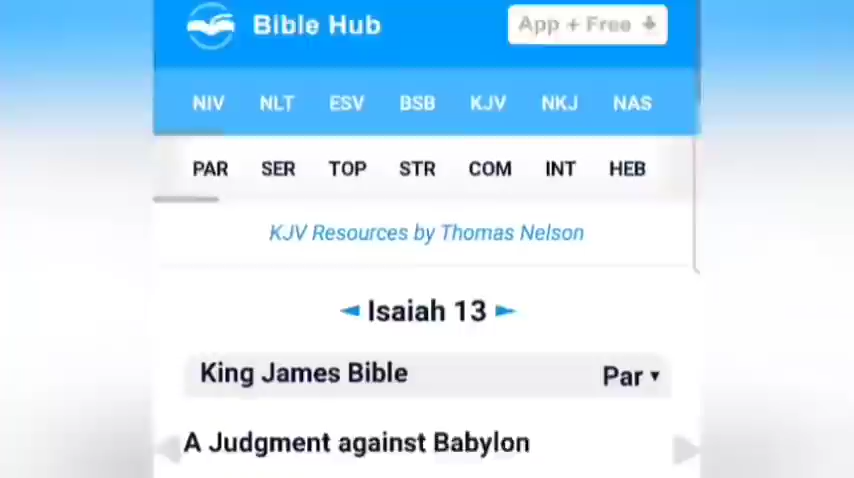 Bible Hub App + Free
NIV NLT ESV BSB KJV NKJ NAS
PAR SER TOP STR COM INT HEB
KJV Resources by Thomas Nelson
Isaiah 13
King James Bible Par
A Judgment against Babylon